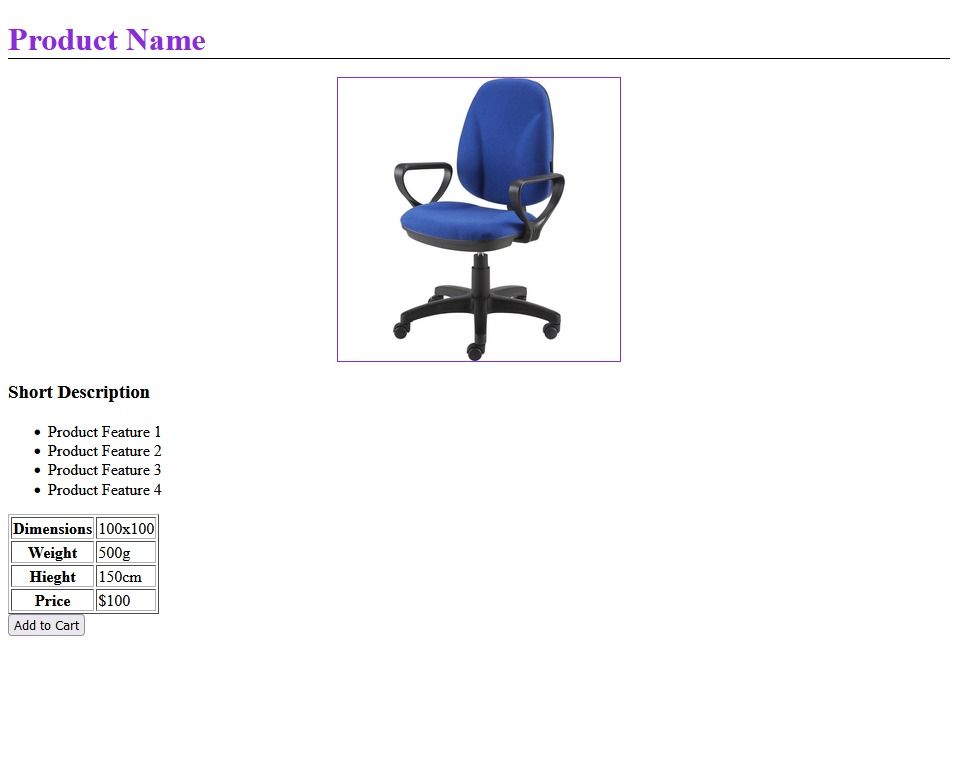 Product Name
Short Description
Product Feature 1
Product Feature 2
Product Feature 3
Product Feature 4
Dimensions 100x100
Weight 500g
Hieght 150cm
Price $100
Add to Cart